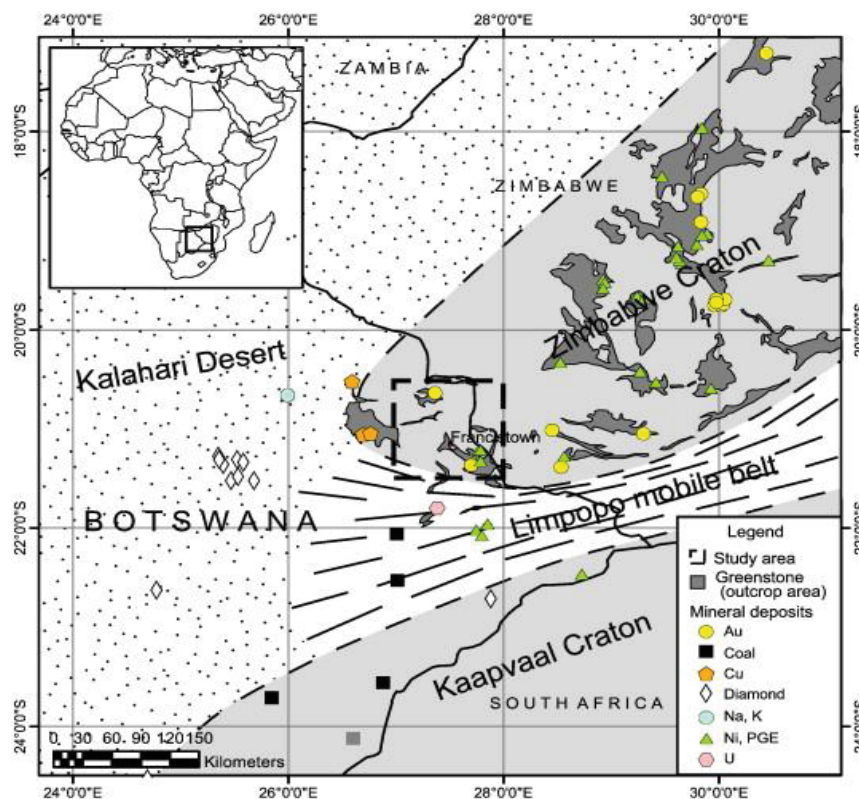 24°0'0"E 26°0'0"E 28°0'0"E 30°0'0"E
ZAMBIA
18°0'0"S
18°0'0"S
ZIMBABWE
Zimbabwe Craton
20°0'0"S
20°0'0"S
Kalahari Desert
Francistown
BOTSWANA
Limpopo mobile belt
22°0'0"S
Legend
Study area
Greenstone
(outcrop area)
Mineral deposits
Au
Coal
Cu
Diamond
Na, K
Ni, PGE
U
Kaapvaal Craton
SOUTH AFRICA
24°0'0"S
24°0'0"S
0 30 60 90 120 150
Kilometers
24°0'0"E 26°0'0"E 28°0'0"E 30°0'0"E